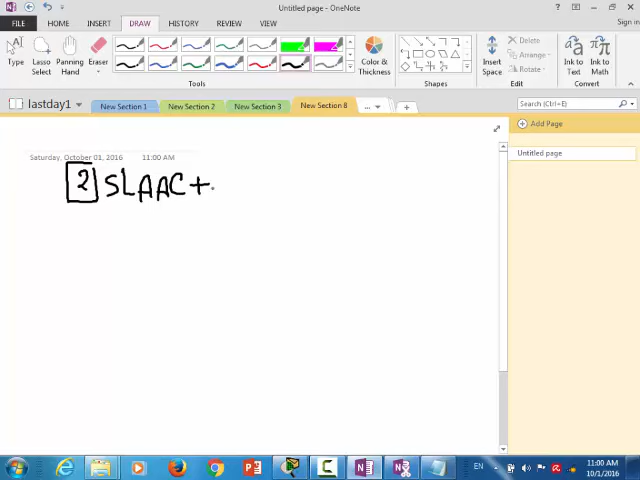 Untitled page - OneNote
FILE HOME INSERT DRAW HISTORY REVIEW VIEW Sign in
Type Lasso Select Panning Hand Eraser Color & Thickness Insert Space Delete Arrange Rotate Ink to Text Ink to Math
Tools Shapes Edit Convert
lastday1 New Section 1 New Section 2 New Section 3 New Section 8 ... + Search (Ctrl+E)
Add Page
Untitled page
Saturday, October 01, 2016 11:00 AM
2 SLAAC+
EN 11:00 AM
10/1/2016